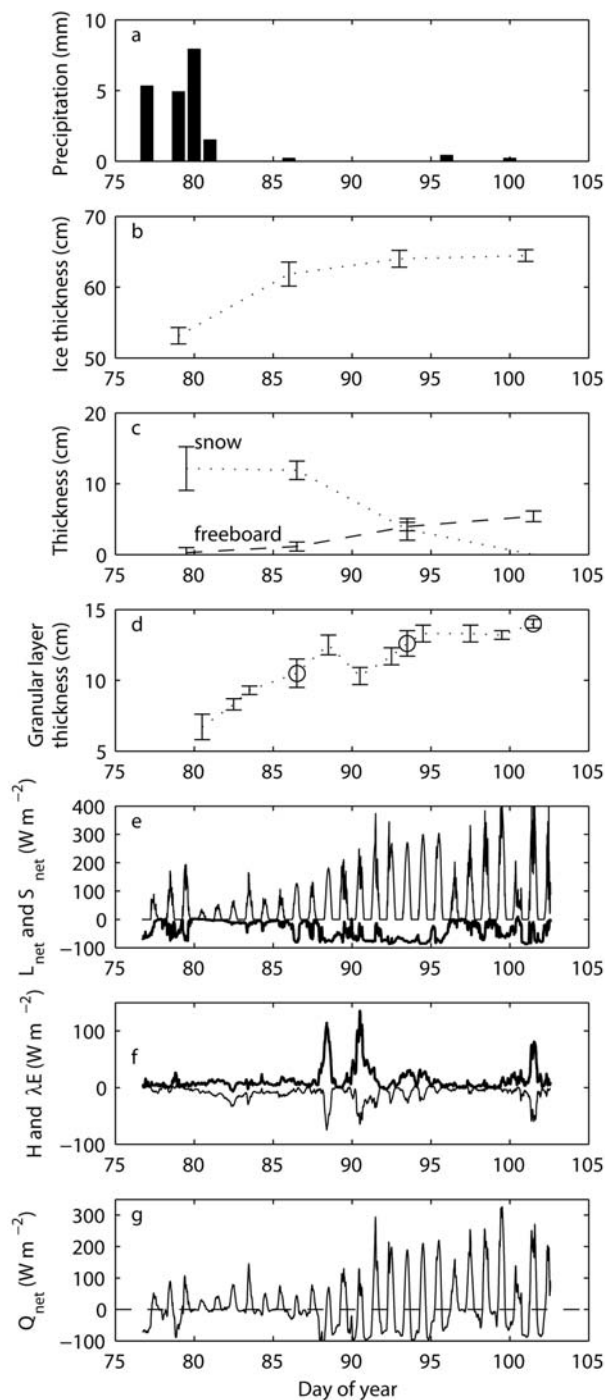 a
Precipitation (mm)
10
5
0
75 80 85 90 95 100 105
b
Ice thickness (cm)
70
60
50
75 80 85 90 95 100 105
c
Thickness (cm)
20
10
0
snow
freeboard
75 80 85 90 95 100 105
d
Granular layer
thickness (cm)
15
10
5
75 80 85 90 95 100 105
e
L_net and S_net (W m⁻²)
400
300
200
100
0
−100
75 80 85 90 95 100 105
f
H and λE (W m⁻²)
100
0
−100
75 80 85 90 95 100 105
g
Q_net (W m⁻²)
300
200
100
0
−100
75 80 85 90 95 100 105
Day of year